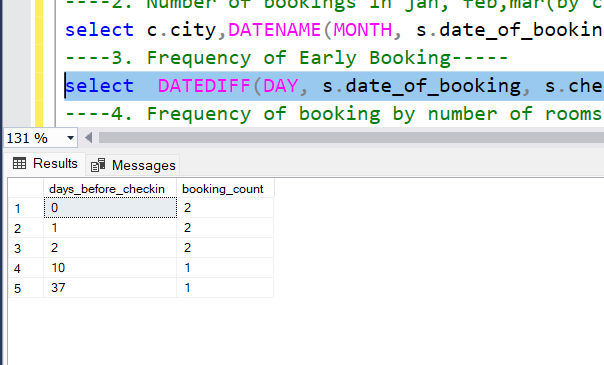 ----2. Number of bookings in jan, feb,mar(by c
select c.city,DATENAME(MONTH, s.date_of_bookin
----3. Frequency of Early Booking-----
select  DATEDIFF(DAY, s.date_of_booking, s.che
----4. Frequency of booking by number of rooms
131 %
Results Messages
days_before_checkin booking_count
1 0 2
2 1 2
3 2 2
4 10 1
5 37 1